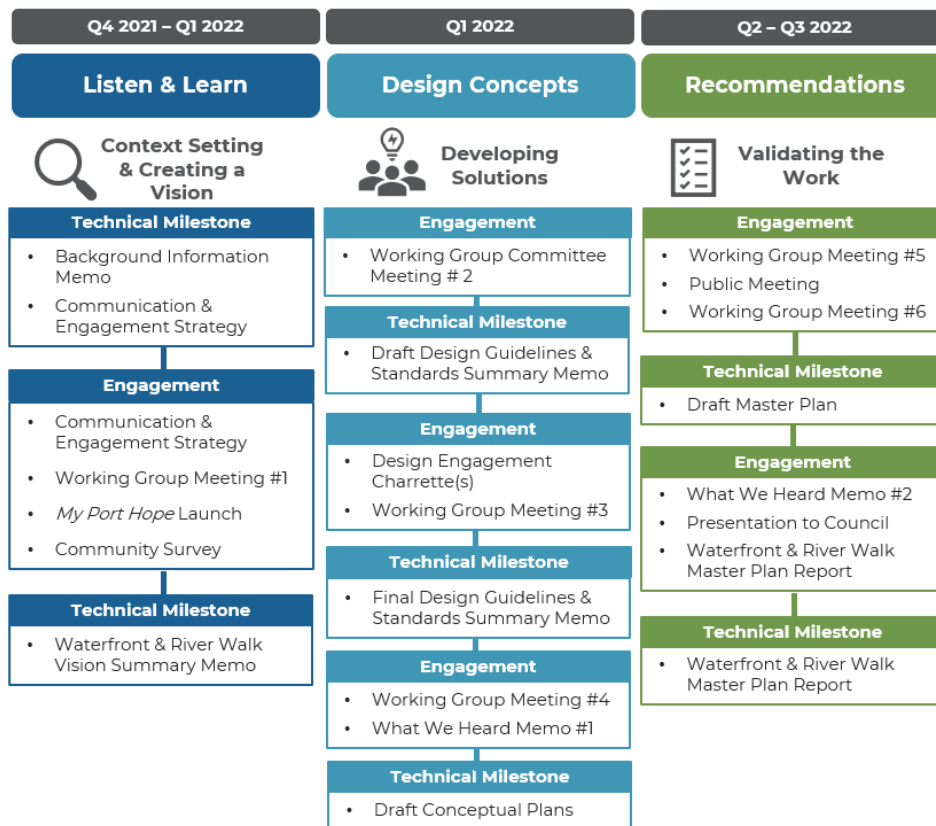 Q4 2021 – Q1 2022
Listen & Learn
Context Setting
& Creating a
Vision
Technical Milestone
• Background Information
Memo
• Communication &
Engagement Strategy
Engagement
• Communication &
Engagement Strategy
• Working Group Meeting #1
• My Port Hope Launch
• Community Survey
Technical Milestone
• Waterfront & River Walk
Vision Summary Memo
Q1 2022
Design Concepts
Developing
Solutions
Engagement
• Working Group Committee
Meeting # 2
Technical Milestone
• Draft Design Guidelines &
Standards Summary Memo
Engagement
• Design Engagement
Charrette(s)
• Working Group Meeting #3
Technical Milestone
• Final Design Guidelines &
Standards Summary Memo
Engagement
• Working Group Meeting #4
• What We Heard Memo #1
Technical Milestone
• Draft Conceptual Plans
Q2 – Q3 2022
Recommendations
Validating the
Work
Engagement
• Working Group Meeting #5
• Public Meeting
• Working Group Meeting #6
Technical Milestone
• Draft Master Plan
Engagement
• What We Heard Memo #2
• Presentation to Council
• Waterfront & River Walk
Master Plan Report
Technical Milestone
• Waterfront & River Walk
Master Plan Report